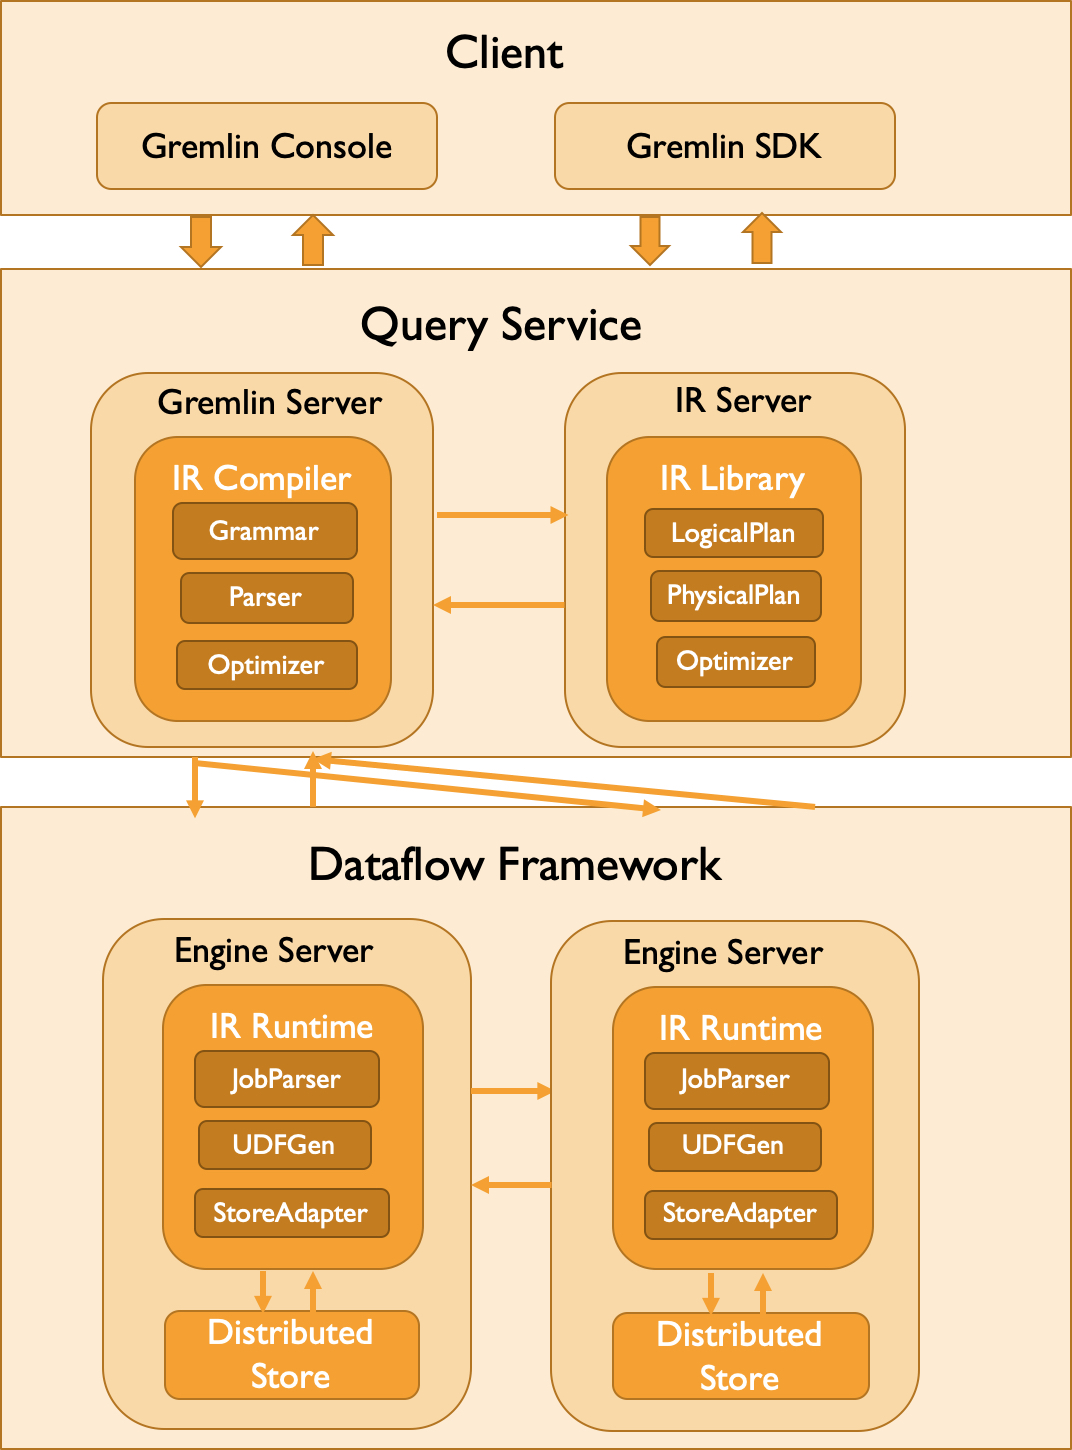 Client
Gremlin Console
Gremlin SDK
Query Service
Gremlin Server
IR Compiler
Grammar
Parser
Optimizer
IR Server
IR Library
LogicalPlan
PhysicalPlan
Optimizer
Dataflow Framework
Engine Server
IR Runtime
JobParser
UDFGen
StoreAdapter
Distributed
Store
Engine Server
IR Runtime
JobParser
UDFGen
StoreAdapter
Distributed
Store